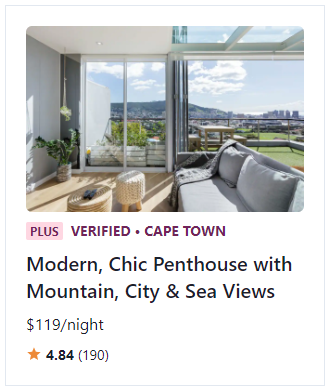 PLUS VERIFIED • CAPE TOWN
Modern, Chic Penthouse with
Mountain, City & Sea Views
$119/night
★ 4.84 (190)